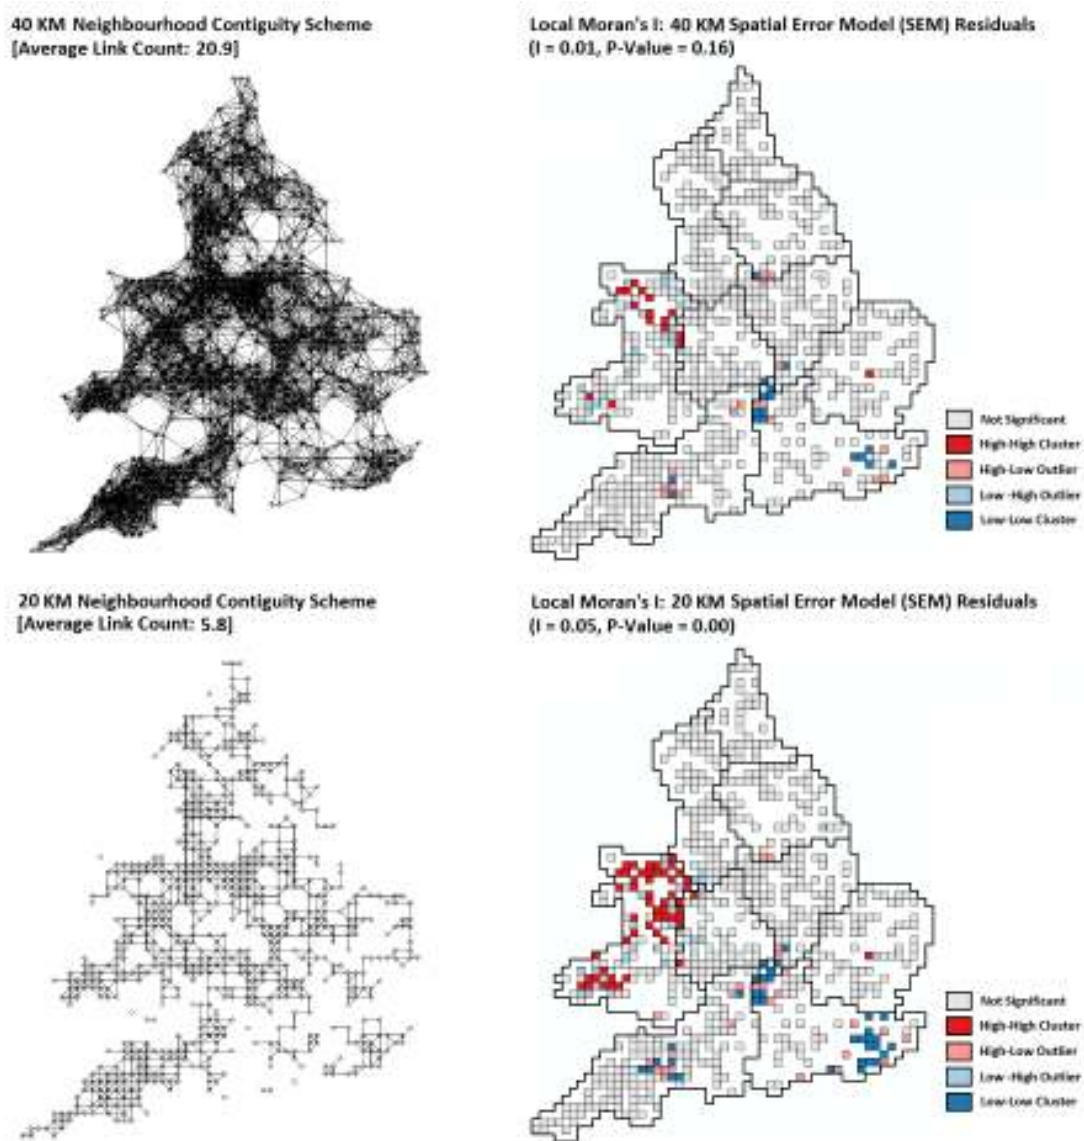 40 KM Neighbourhood Contiguity Scheme
[Average Link Count: 20.9]
Local Moran's I: 40 KM Spatial Error Model (SEM) Residuals
(I = 0.01, P-Value = 0.16)
Not Significant
High-High Cluster
High-Low Outlier
Low -High Outlier
Low-Low Cluster
20 KM Neighbourhood Contiguity Scheme
[Average Link Count: 5.8]
Local Moran's I: 20 KM Spatial Error Model (SEM) Residuals
(I = 0.05, P-Value = 0.00)
Not Significant
High-High Cluster
High-Low Outlier
Low -High Outlier
Low-Low Cluster